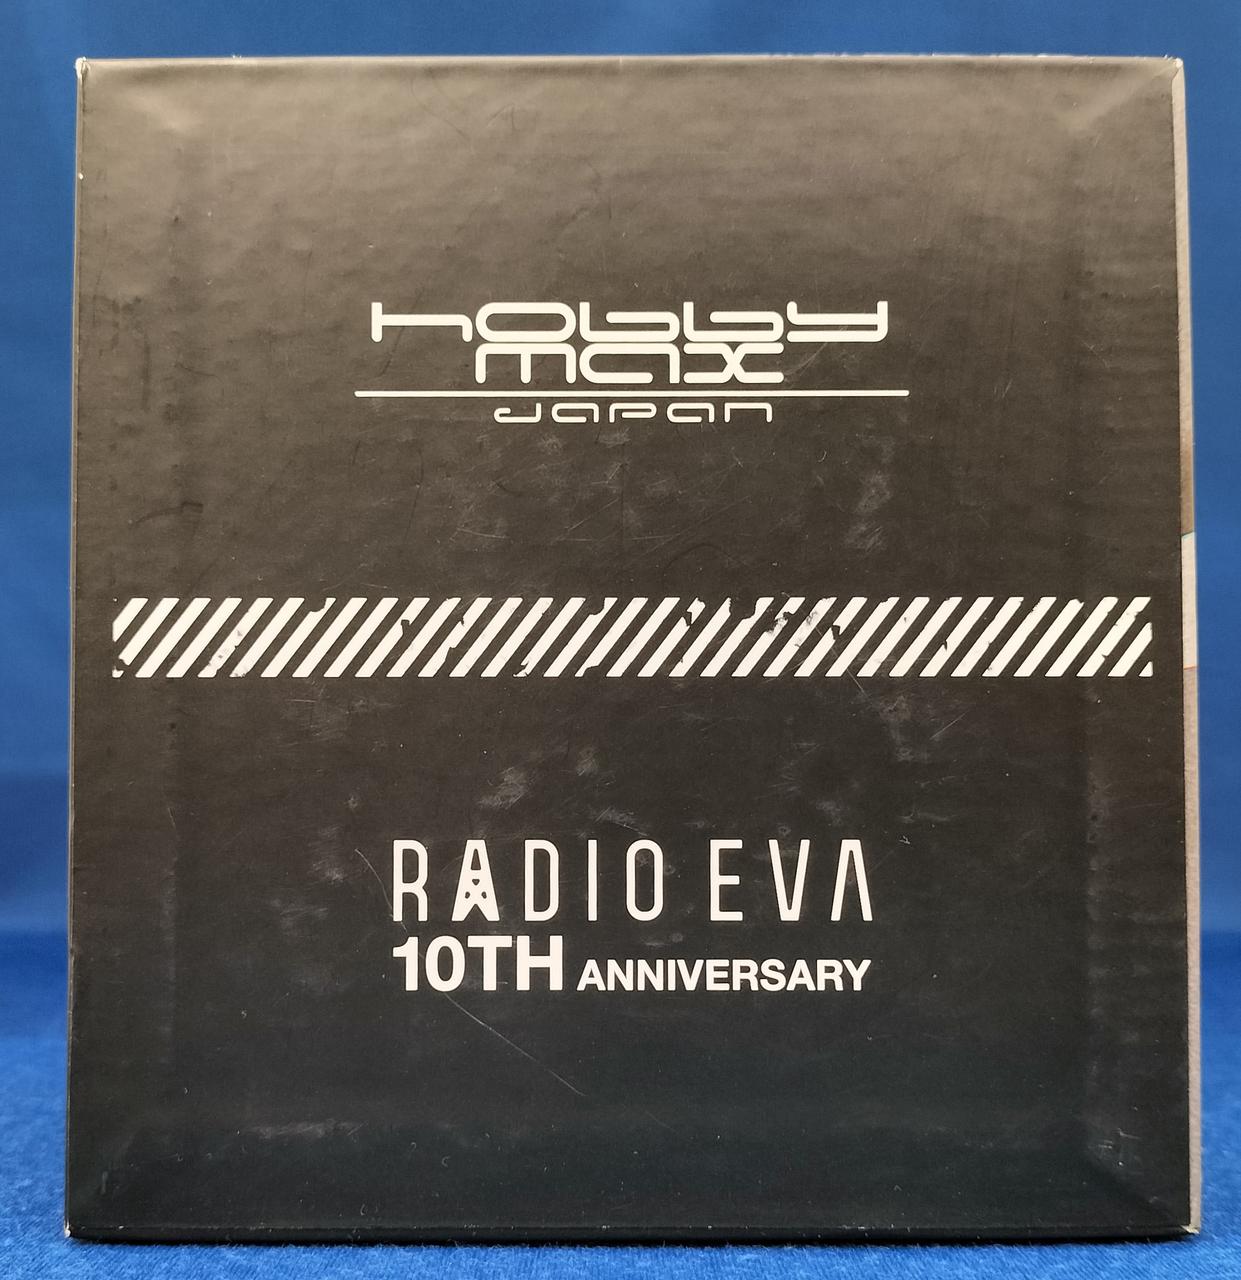 hobby
max
Japan
RADIO EVA
10TH ANNIVERSARY